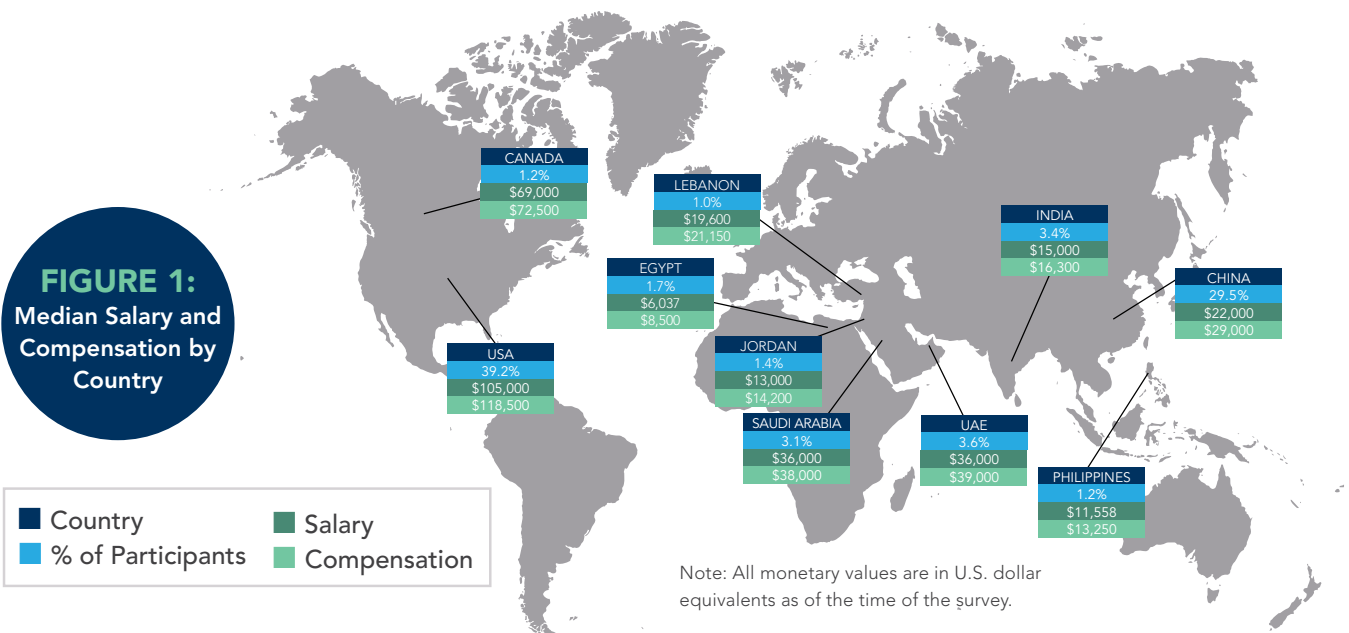 CANADA
1.2%
$69,000
$72,500
LEBANON
1.0%
$19,600
$21,150
INDIA
3.4%
$15,000
$16,300
EGYPT
1.7%
$6,037
$8,500
CHINA
29.5%
$22,000
$29,000
FIGURE 1:
Median Salary and
Compensation by
Country
USA
39.2%
$105,000
$118,500
JORDAN
1.4%
$13,000
$14,200
SAUDI ARABIA
3.1%
$36,000
$38,000
UAE
3.6%
$36,000
$39,000
PHILIPPINES
1.2%
$11,558
$13,250
Country
% of Participants
Salary
Compensation
Note: All monetary values are in U.S. dollar
equivalents as of the time of the survey.